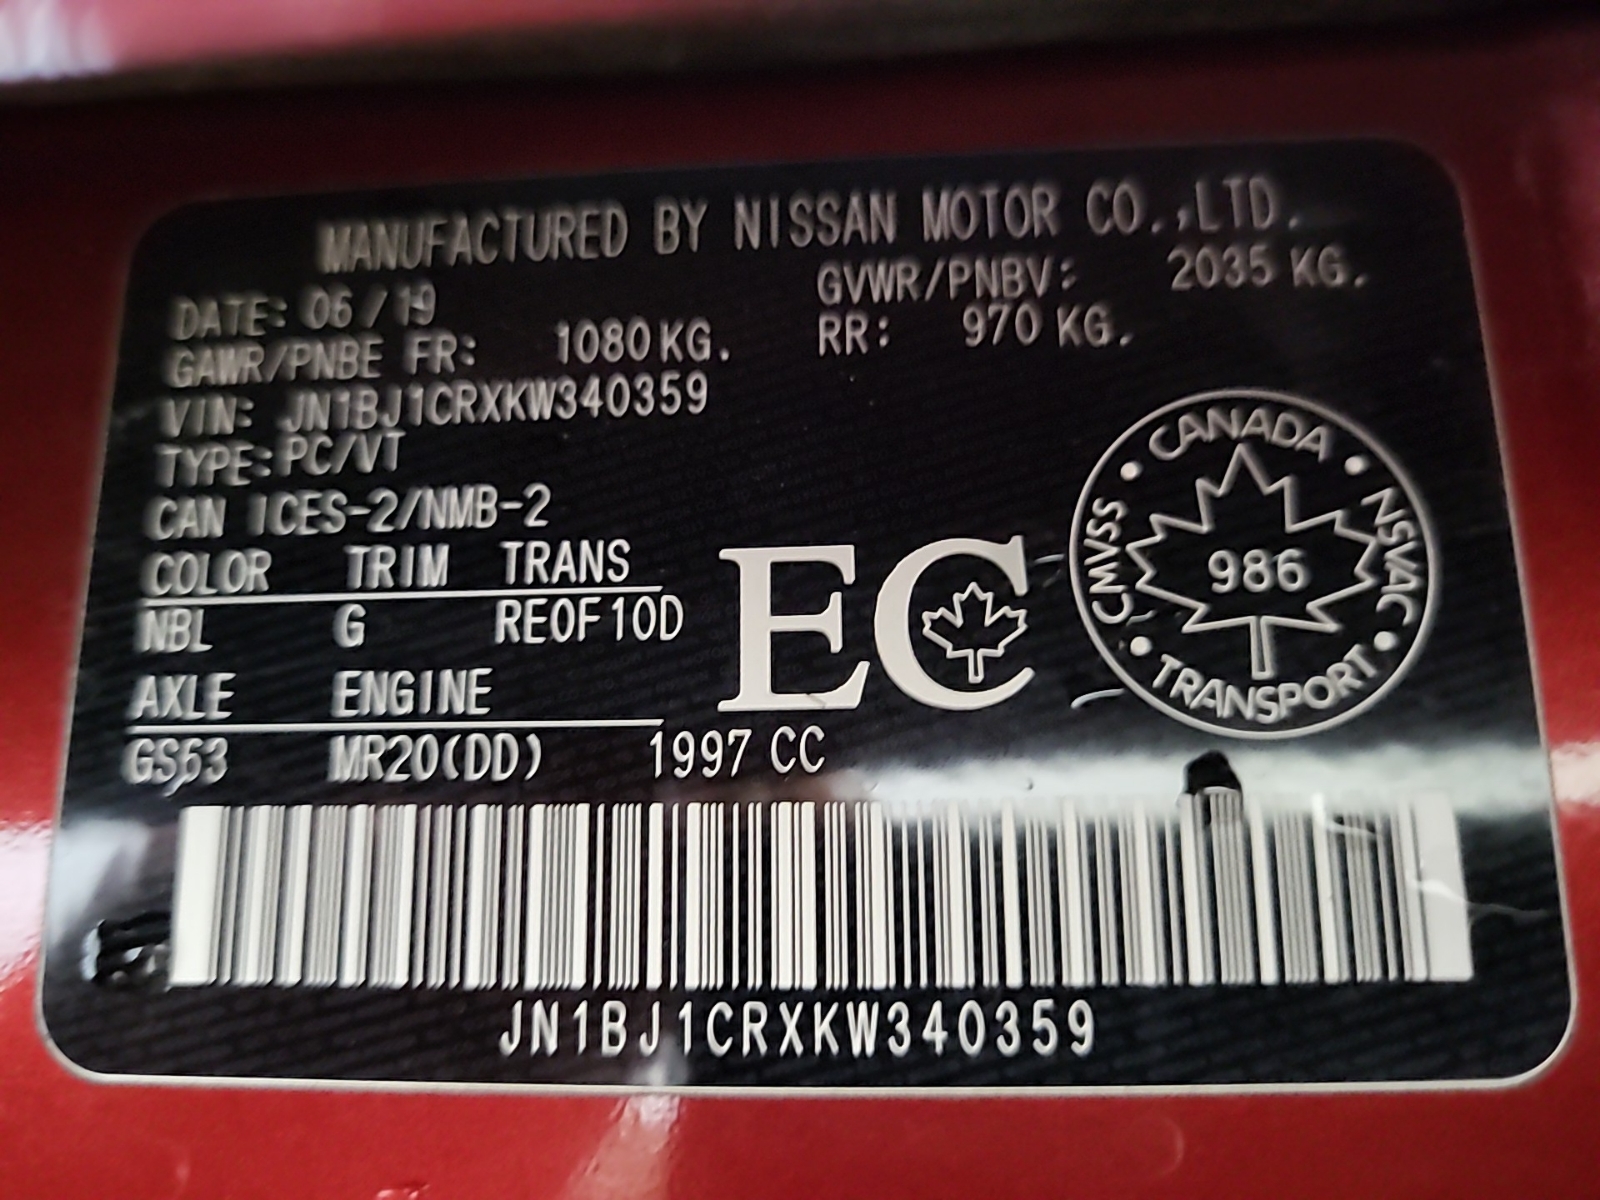 MANUFACTURED BY NISSAN MOTOR CO.,LTD.
DATE: 06/19 GVWR/PNBV: 2035 KG.
GAWR/PNBE FR: 1080 KG. RR: 970 KG.
VIN: JN1BJ1CRXKW340359
TYPE: PC/VT
CAN ICES-2/NMB-2
COLOR TRIM TRANS
NBL G RE0F10D
AXLE ENGINE
GS53 MR20(DD) 1997 CC
EC
CANADA
CMVSS 986 NSVAC
TRANSPORT
JN1BJ1CRXKW340359